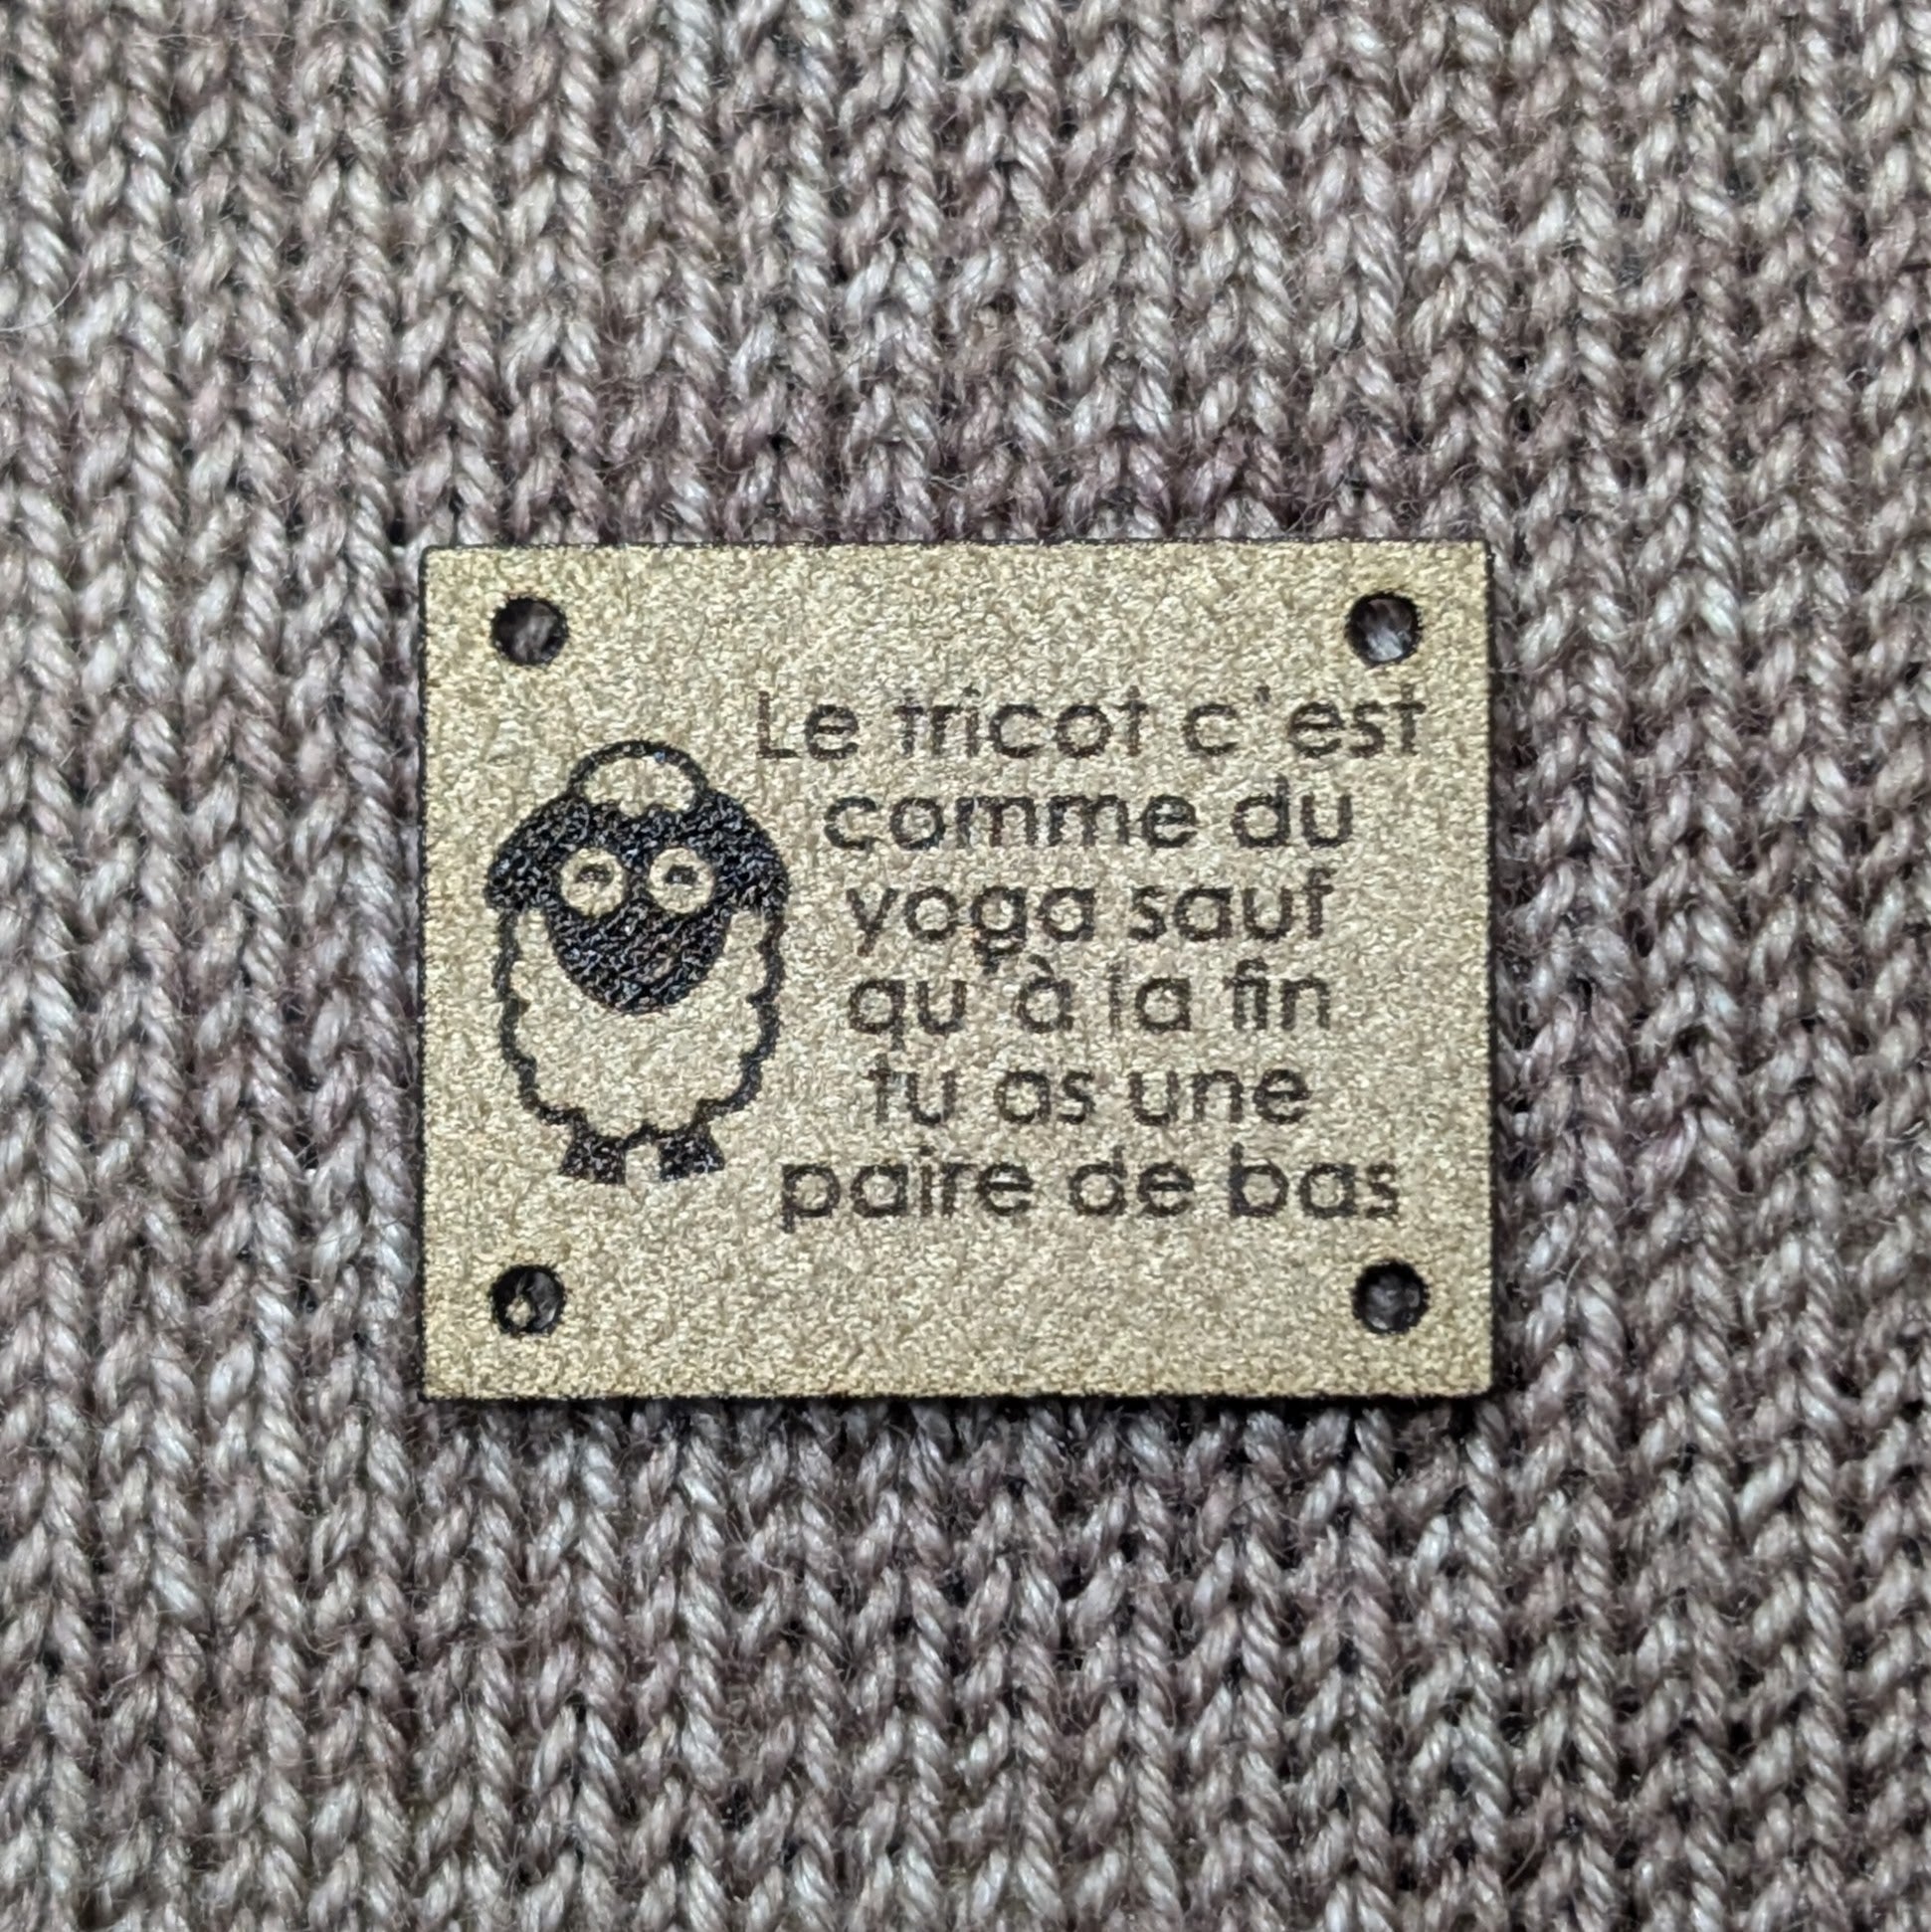 Le tricot c'est
comme du
yoga sauf
qu'à la fin
tu as une
paire de bas